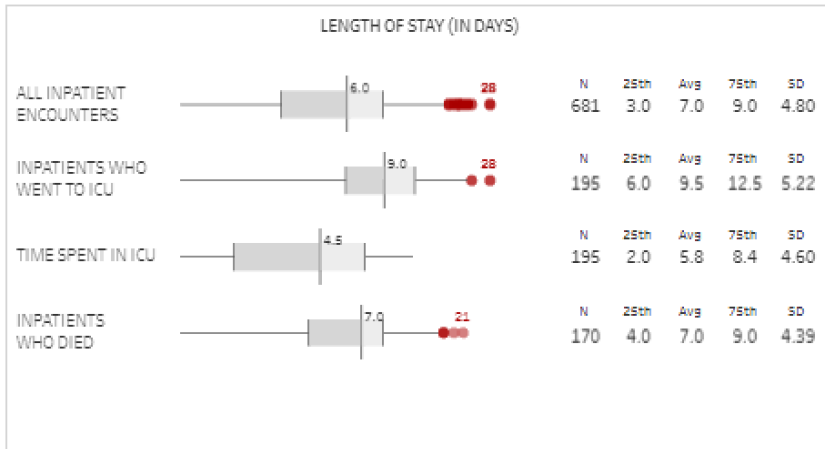 LENGTH OF STAY (IN DAYS)
ALL INPATIENT
ENCOUNTERS
6.0
28
N 25th Avg 75th SD
681 3.0 7.0 9.0 4.80
INPATIENTS WHO
WENT TO ICU
9.0
28
N 25th Avg 75th SD
195 6.0 9.5 12.5 5.22
TIME SPENT IN ICU
4.5
N 25th Avg 75th SD
195 2.0 5.8 8.4 4.60
INPATIENTS
WHO DIED
7.0
21
N 25th Avg 75th SD
170 4.0 7.0 9.0 4.39